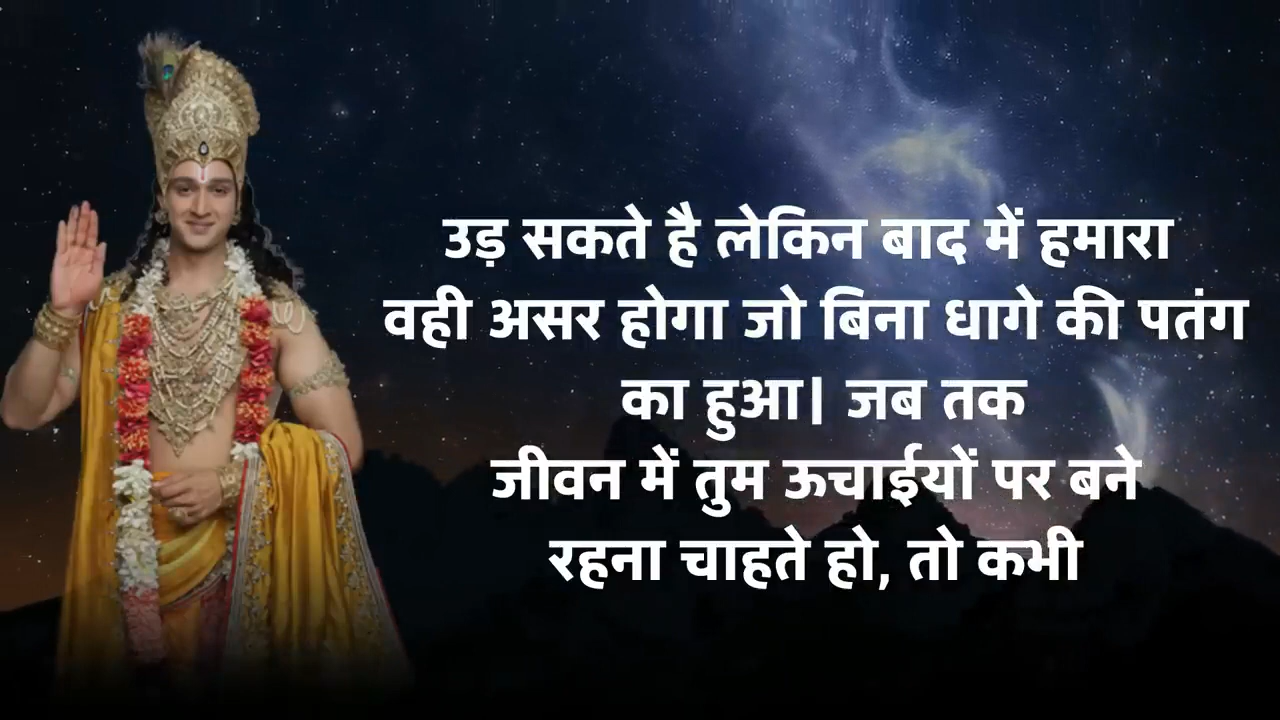 उड़ सकते है लेकिन बाद में हमारा
वही असर होगा जो बिना धागे की पतंग
का हुआ| जब तक
जीवन में तुम ऊचाईयों पर बने
रहना चाहते हो, तो कभी